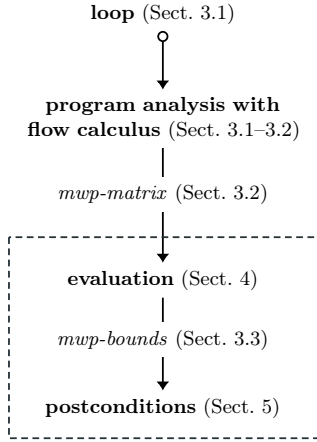 loop (Sect. 3.1)
program analysis with
flow calculus (Sect. 3.1–3.2)
mwp-matrix (Sect. 3.2)
evaluation (Sect. 4)
mwp-bounds (Sect. 3.3)
postconditions (Sect. 5)